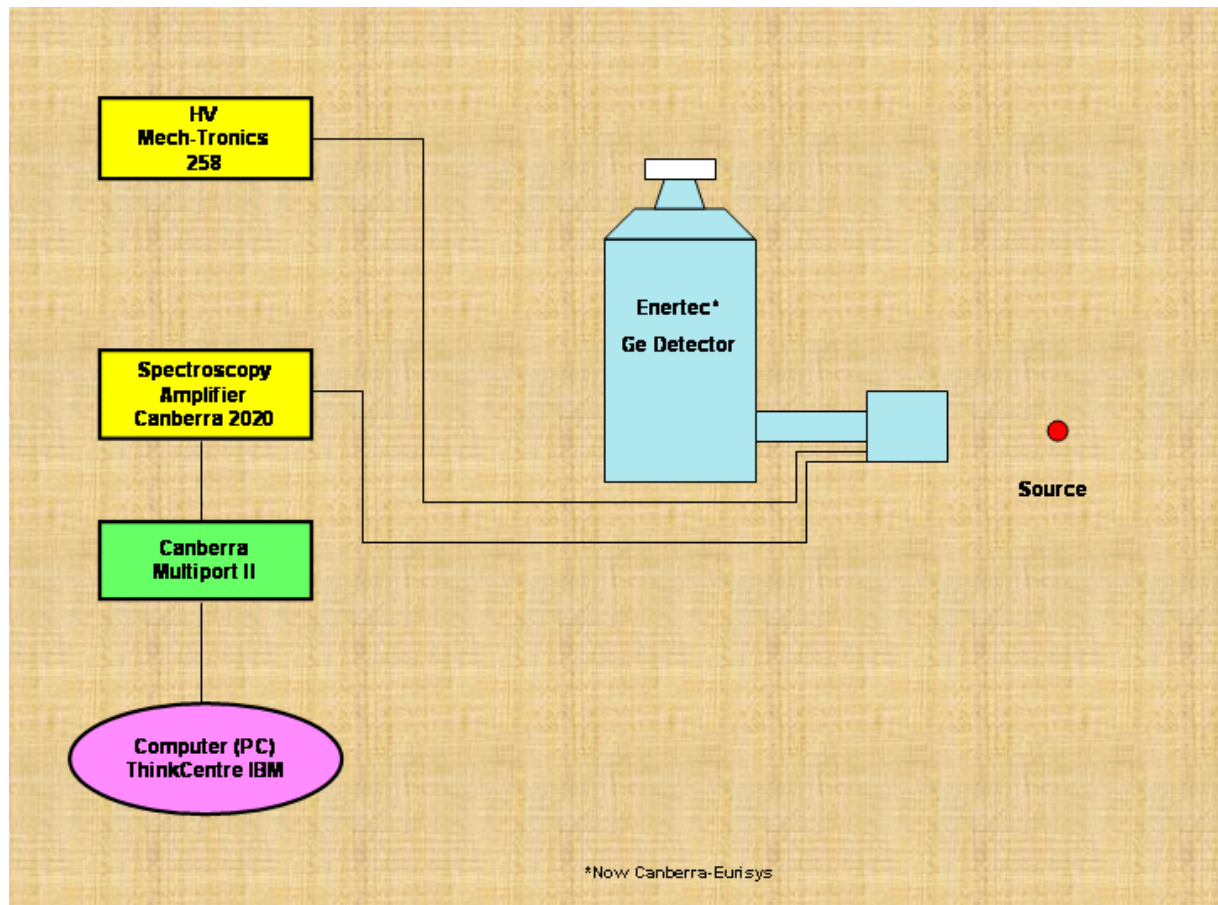 HV
Mech-Tronics
258
Enertec*
Ge Detector
Spectroscopy
Amplifier
Canberra 2020
Source
Canberra
Multiport II
Computer (PC)
ThinkCentre IBM
*Now Canberra-Eurisys